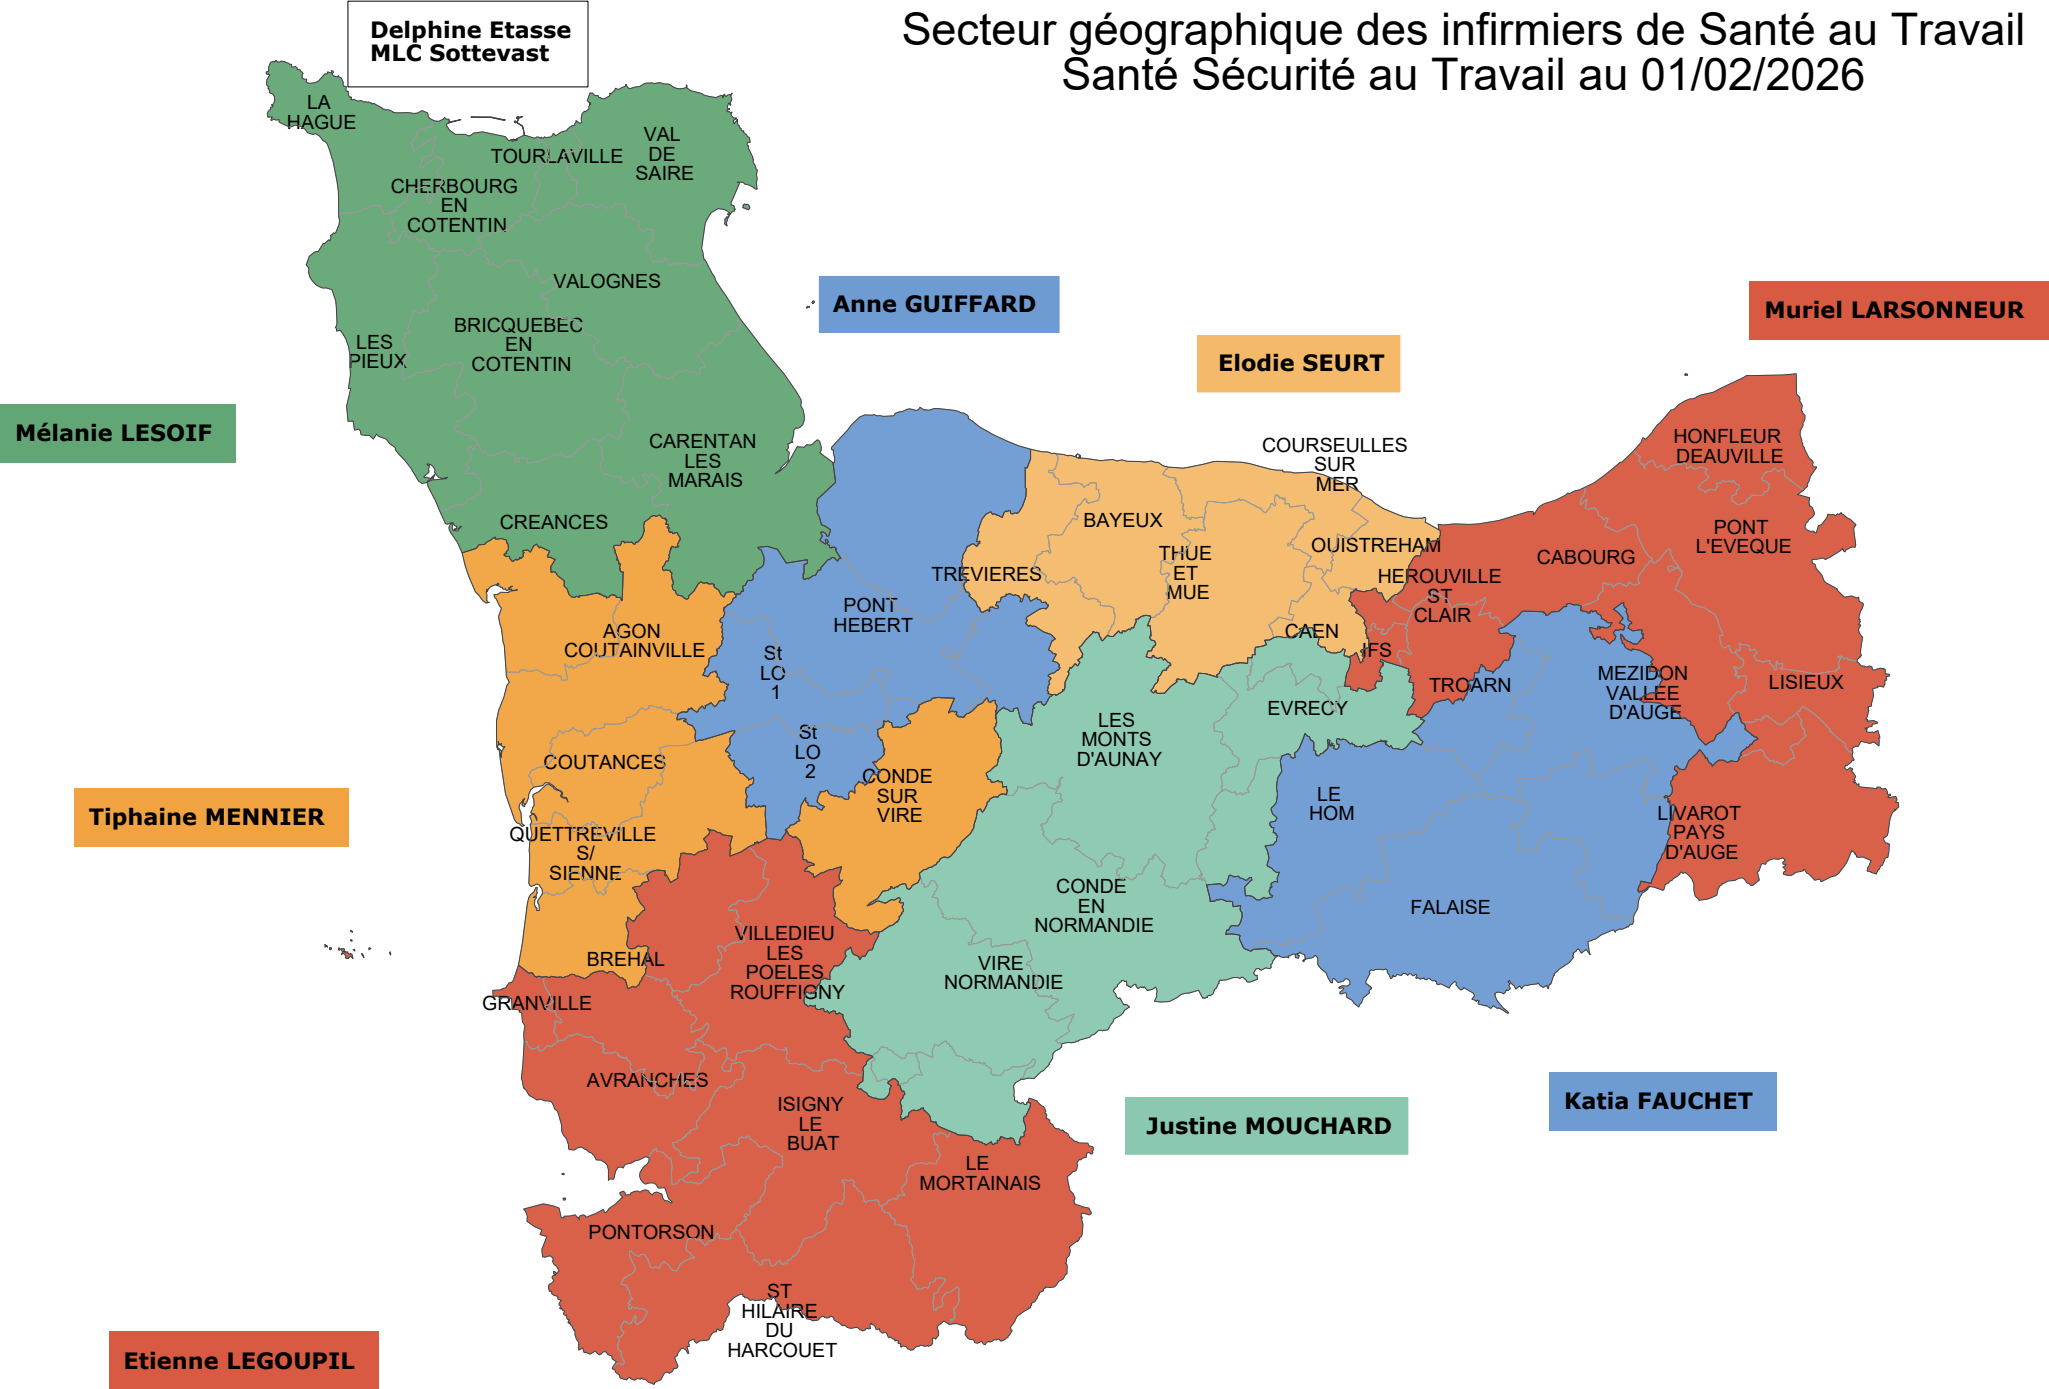 Delphine Etasse
MLC Sottevast
Secteur géographique des infirmiers de Santé au Travail
Santé Sécurité au Travail au 01/02/2026
LA
HAGUE
TOURLAVILLE
VAL
DE
SAIRE
CHERBOURG
EN
COTENTIN
VALOGNES
BRICQUEBEC
EN
COTENTIN
LES
PIEUX
Anne GUIFFARD
Muriel LARSONNEUR
Elodie SEURT
Mélanie LESOIF
CARENTAN
LES
MARAIS
CREANCES
COURSEULLES
SUR
MER
HONFLEUR
DEAUVILLE
BAYEUX
PONT
L'EVEQUE
THUE
ET
MUE
OUISTREHAM
CABOURG
TREVIERES
HEROUVILLE
ST
CLAIR
PONT
HEBERT
AGON
COUTAINVILLE
CAEN
IFS
St
LO
1
TROARN
MEZIDON
VALLEE
D'AUGE
LISIEUX
EVRECY
LES
MONTS
D'AUNAY
St
LO
2
COUTANCES
CONDE
SUR
VIRE
LE
HOM
LIVAROT
PAYS
D'AUGE
Tiphaine MENNIER
QUETTREVILLE
S/
SIENNE
CONDE
EN
NORMANDIE
FALAISE
VILLEDIEU
LES
POELES
ROUFFIGNY
BREHAL
VIRE
NORMANDIE
GRANVILLE
AVRANCHES
ISIGNY
LE
BUAT
Katia FAUCHET
Justine MOUCHARD
LE
MORTAINAIS
PONTORSON
ST
HILAIRE
DU
HARCOUET
Etienne LEGOUPIL